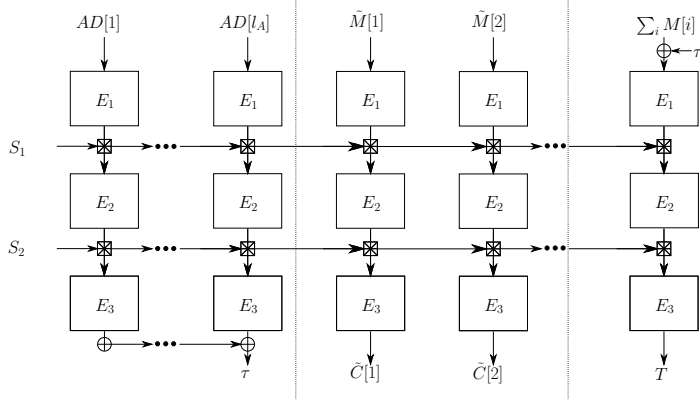 AD[1] AD[l_A] M̃[1] M̃[2] ∑_i M[i]
τ
E_1 E_1 E_1 E_1 E_1
S_1
E_2 E_2 E_2 E_2 E_2
S_2
E_3 E_3 E_3 E_3 E_3
τ C̃[1] C̃[2] T